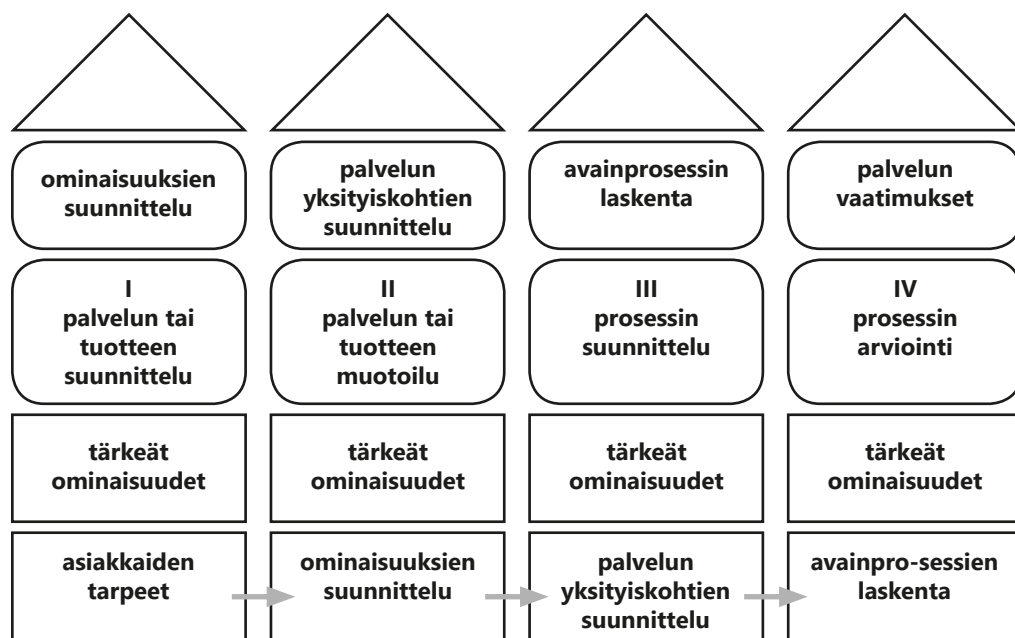 ominaisuuksien
suunnittelu
palvelun
yksityiskohtien
suunnittelu
avainprosessin
laskenta
palvelun
vaatimukset
I
palvelun tai
tuotteen
suunnittelu
II
palvelun tai
tuotteen
muotoilu
III
prosessin
suunnittelu
IV
prosessin
arviointi
tärkeät
ominaisuudet
tärkeät
ominaisuudet
tärkeät
ominaisuudet
tärkeät
ominaisuudet
asiakkaiden
tarpeet
ominaisuuksien
suunnittelu
palvelun
yksityiskohtien
suunnittelu
avainpro-sessien
laskenta